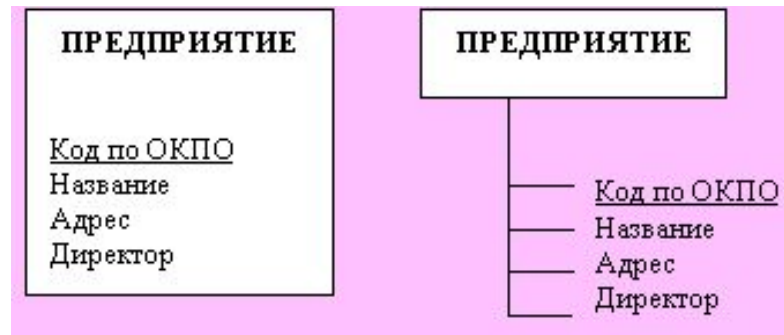 ПРЕДПРИЯТИЕ
Код по ОКПО
Название
Адрес
Директор
ПРЕДПРИЯТИЕ
Код по ОКПО
Название
Адрес
Директор